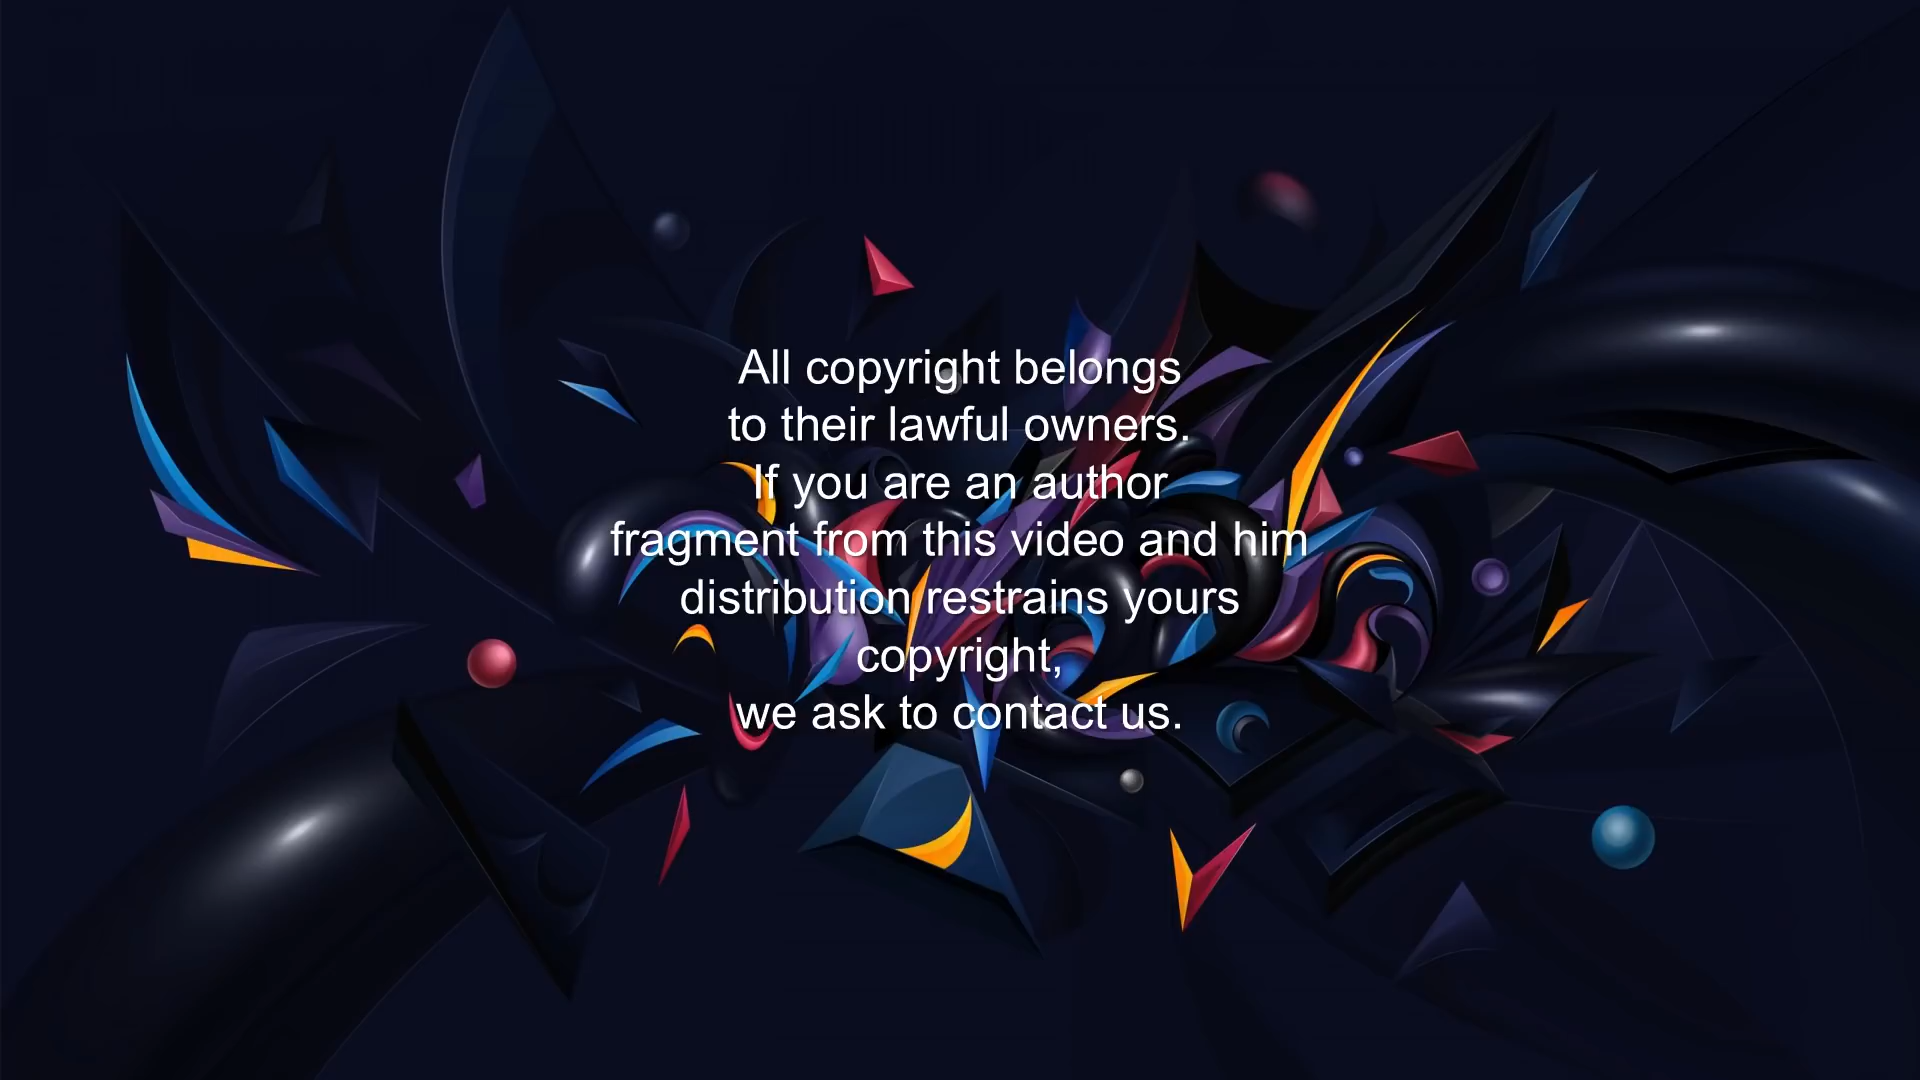 All copyright belongs
to their lawful owners.
If you are an author
fragment from this video and him
distribution restrains yours
copyright,
we ask to contact us.